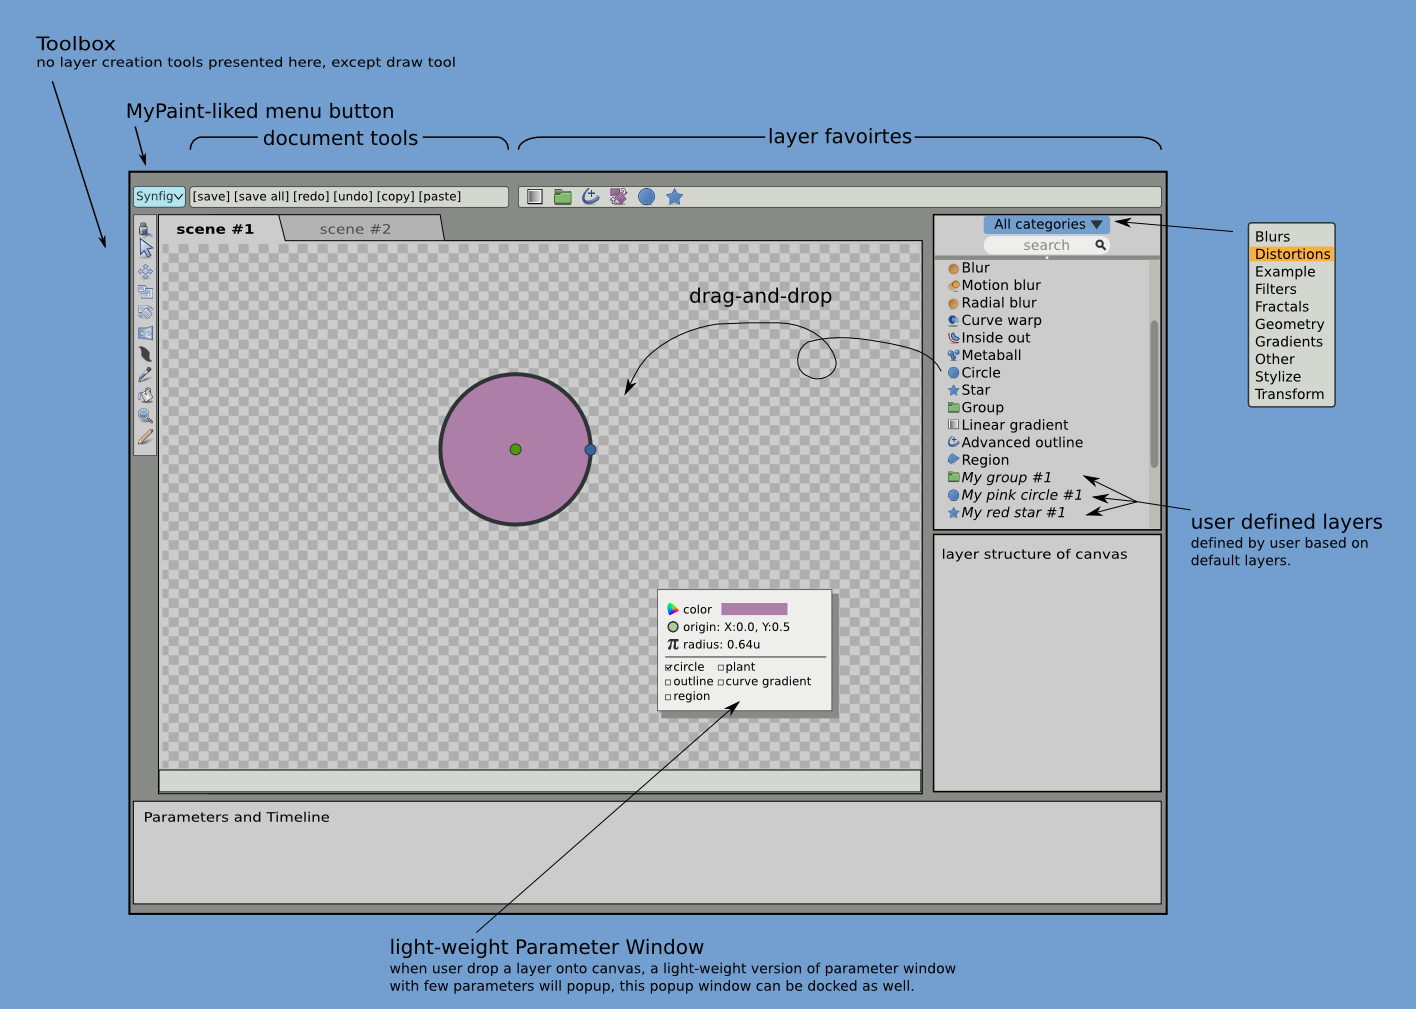 Toolbox
no layer creation tools presented here, except draw tool
MyPaint-liked menu button
document tools
layer favoirtes
Synfig
[save] [save all] [redo] [undo] [copy] [paste]
scene #1
scene #2
All categories
search
Blur
Motion blur
Radial blur
Curve warp
Inside out
Metaball
Circle
Star
Group
Linear gradient
Advanced outline
Region
My group #1
My pink circle #1
My red star #1
Blurs
Distortions
Example
Filters
Fractals
Geometry
Gradients
Other
Stylize
Transform
drag-and-drop
user defined layers
defined by user based on
default layers.
layer structure of canvas
color
origin: X:0.0, Y:0.5
π radius: 0.64u
circle plant
outline curve gradient
region
Parameters and Timeline
light-weight Parameter Window
when user drop a layer onto canvas, a light-weight version of parameter window
with few parameters will popup, this popup window can be docked as well.